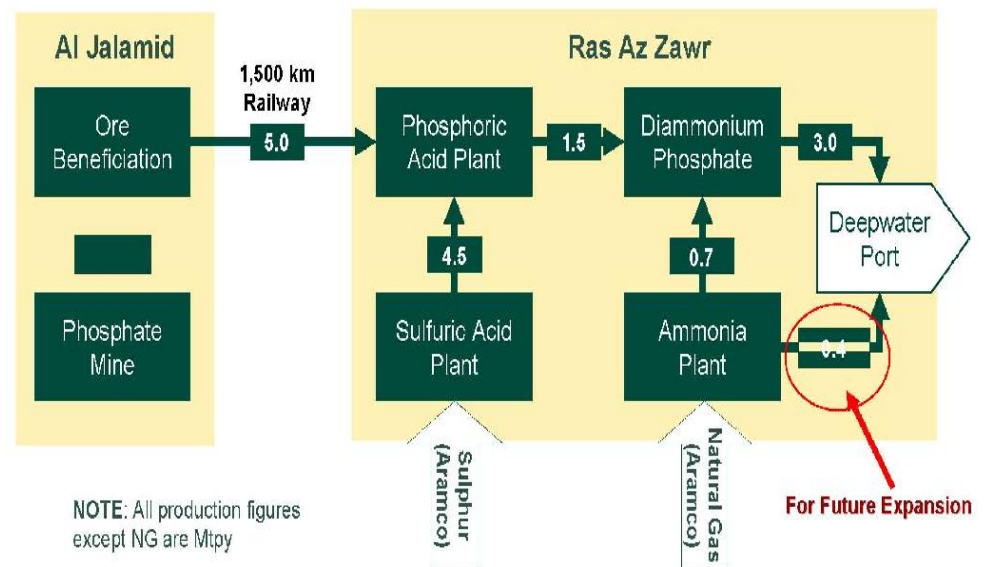 Al Jalamid
Ras Az Zawr
1,500 km
Railway
Ore
Beneficiation
5.0
Phosphoric
Acid Plant
1.5
Diammonium
Phosphate
3.0
Deepwater
Port
4.5
0.7
Phosphate
Mine
Sulfuric Acid
Plant
Ammonia
Plant
0.4
Sulphur
(Aramco)
Natural Gas
(Aramco)
For Future Expansion
NOTE: All production figures
except NG are Mtpy